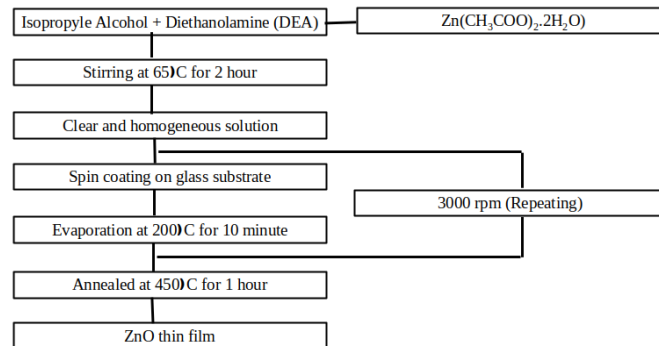 Isopropyle Alcohol + Diethanolamine (DEA)
Zn(CH₃COO)₂.2H₂O)
Stirring at 65)C for 2 hour
Clear and homogeneous solution
Spin coating on glass substrate
3000 rpm (Repeating)
Evaporation at 200)C for 10 minute
Annealed at 450)C for 1 hour
ZnO thin film